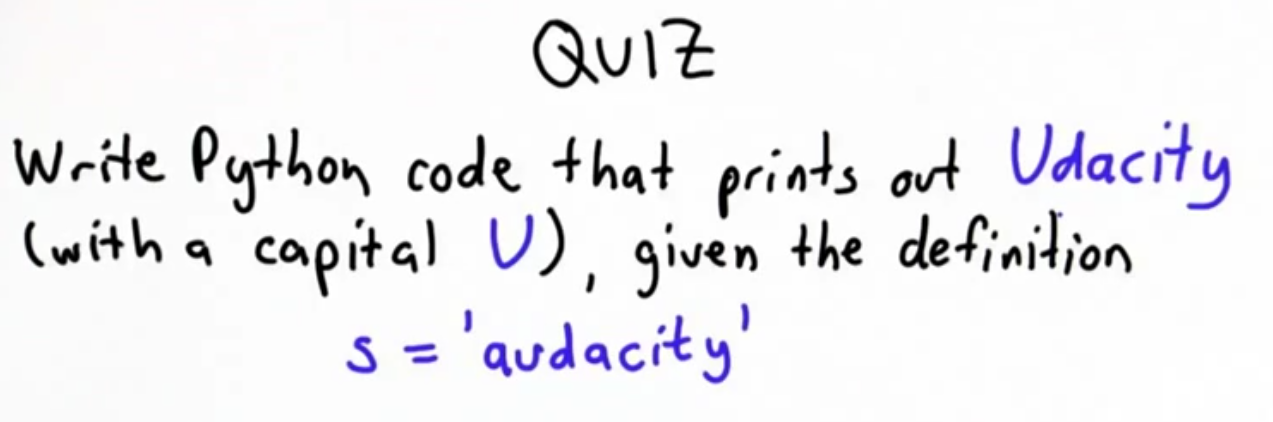 QUIZ
Write Python code that prints out Udacity
(with a capital U), given the definition
s = 'audacity'